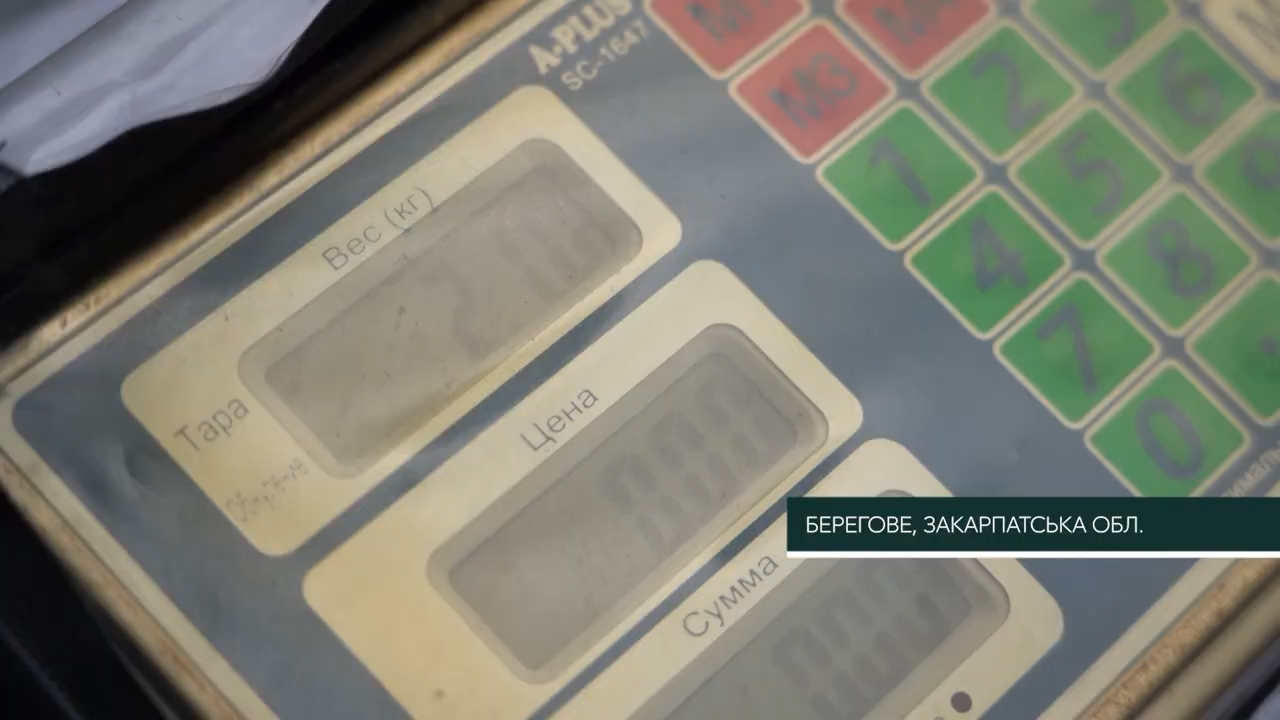 A-PLUS
SC-1647
Вес (кг)
Тара
Цена
Сумма
M3
1
2
3
4
5
6
7
8
0
БЕРЕГОВЕ, ЗАКАРПАТСЬКА ОБЛ.